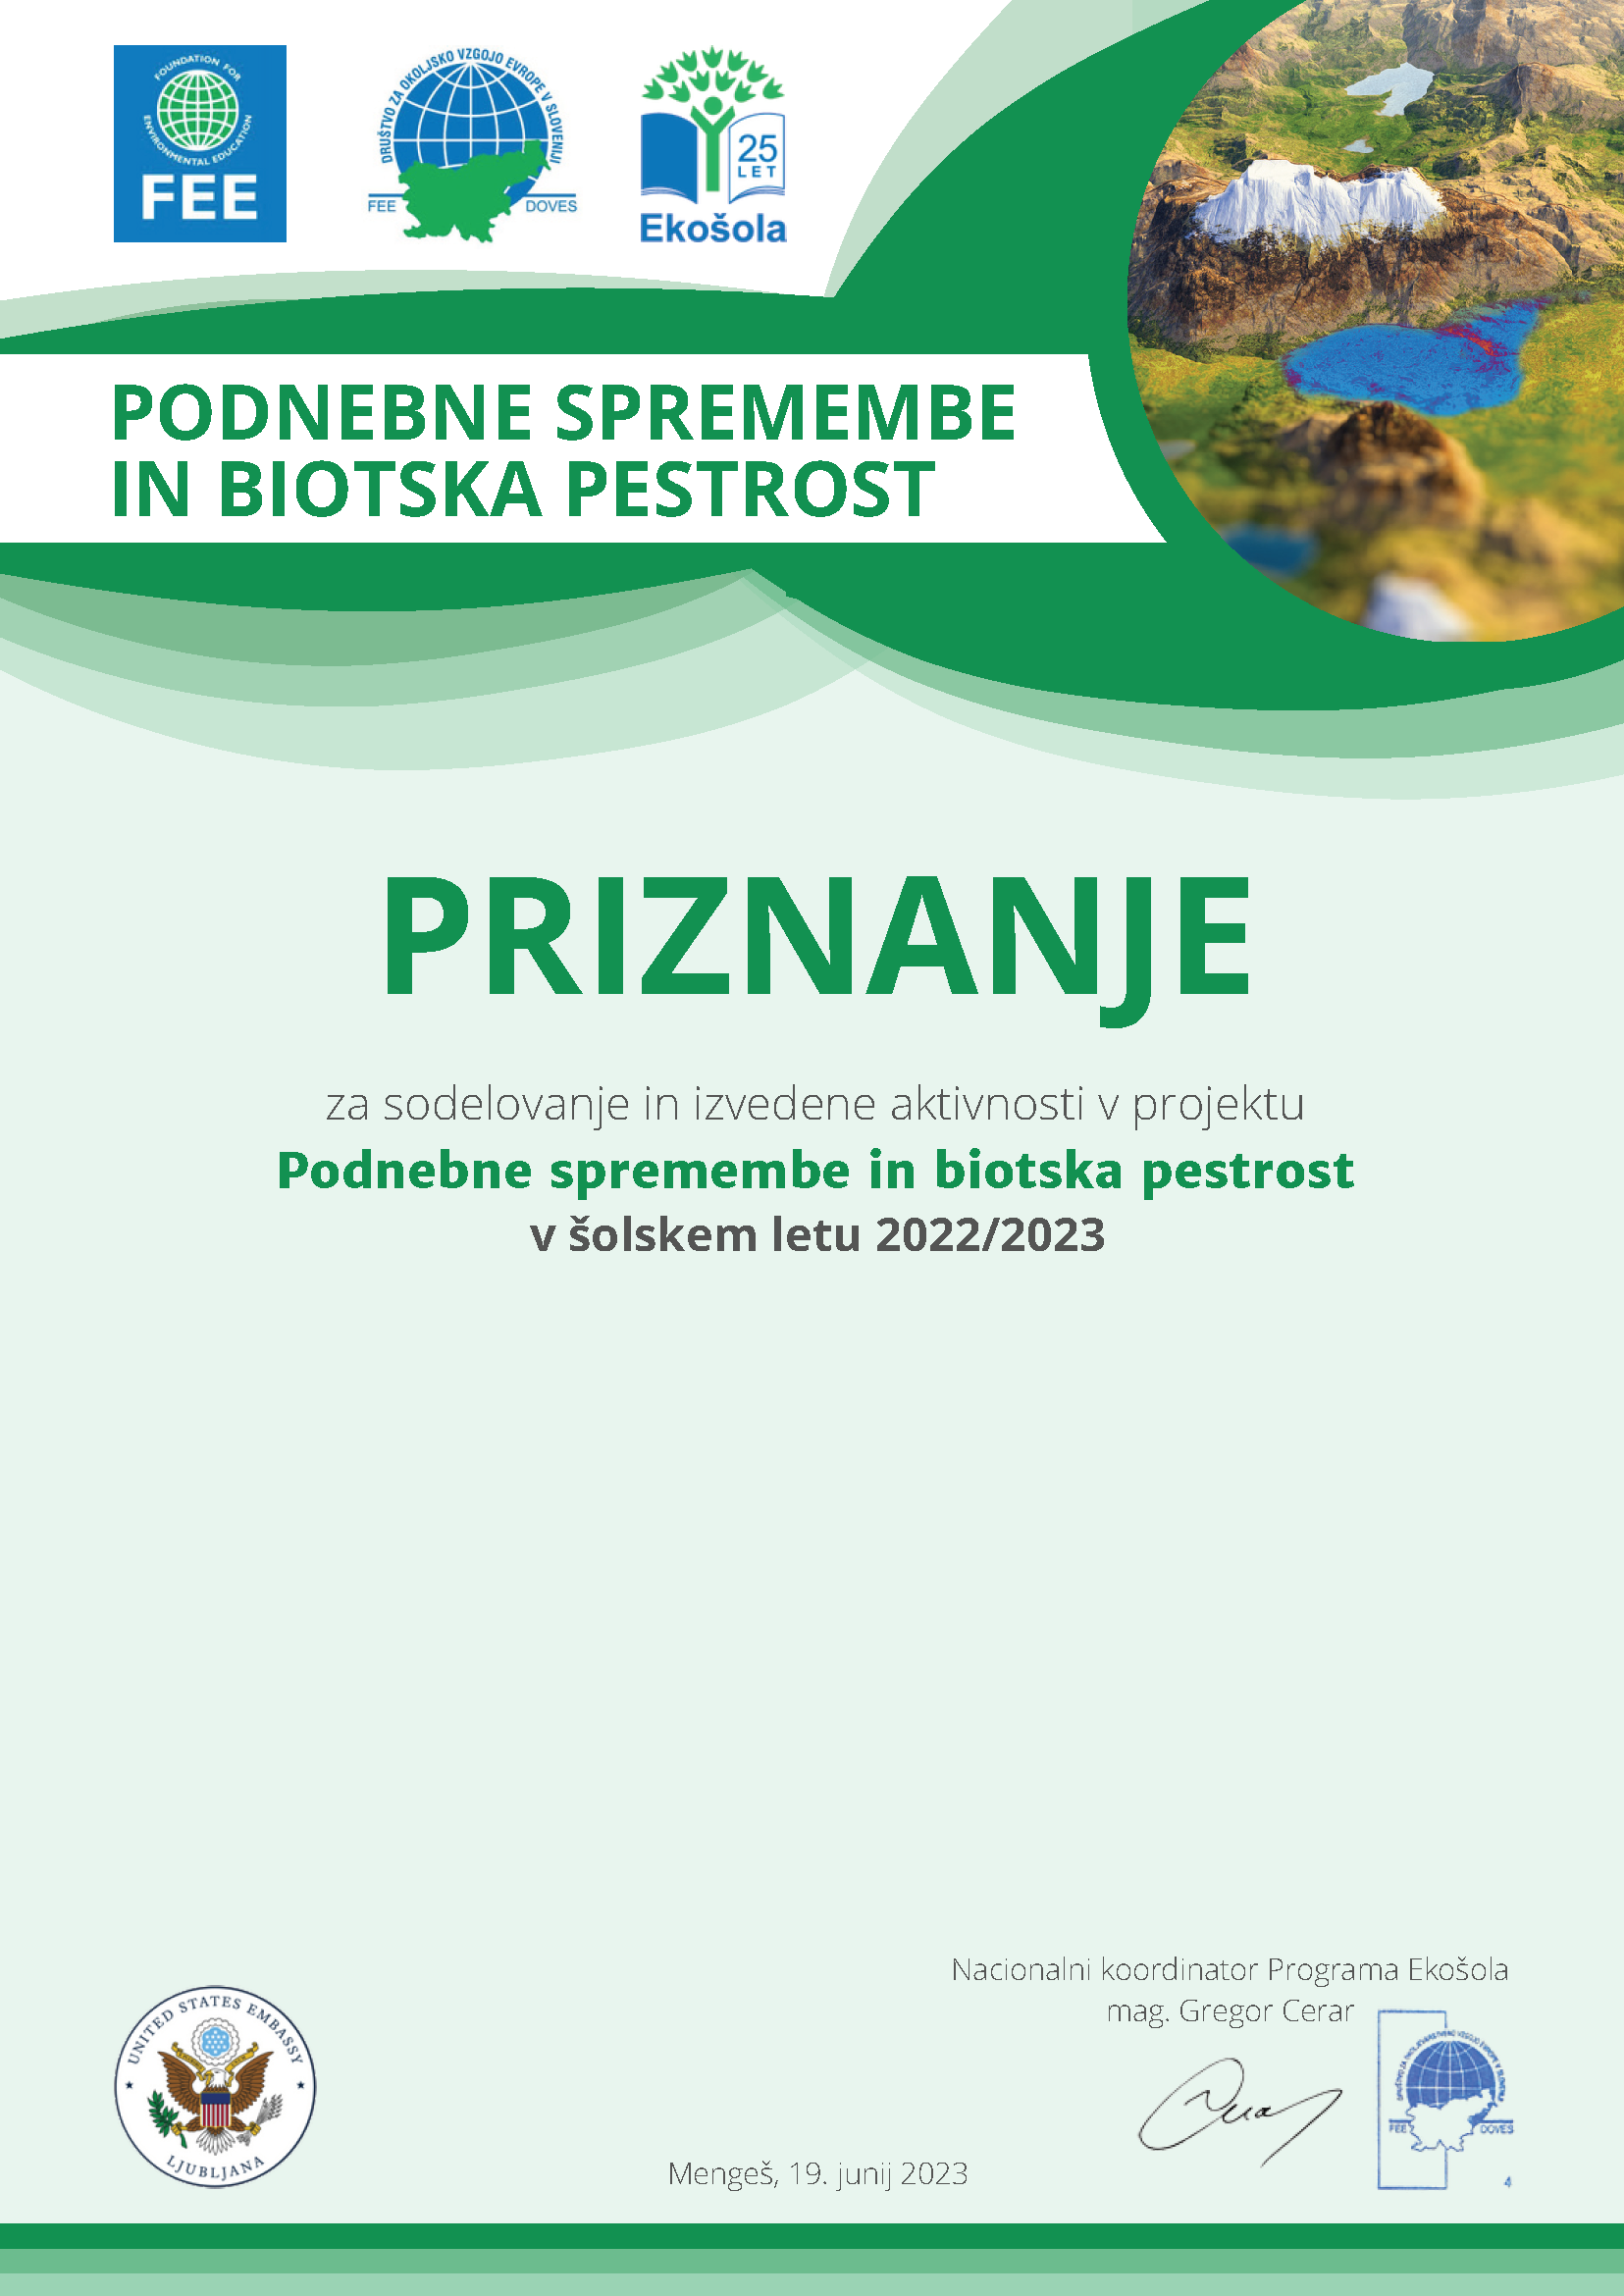 FOUNDATION FOR
ENVIRONMENTAL EDUCATION
FEE
DRUŠTVO ZA OKOLJSKO VZGOJO EVROPE V SLOVENIJI
FEE DOVES
25
LET
Ekošola
PODNEBNE SPREMEMBE
IN BIOTSKA PESTROST
PRIZNANJE
za sodelovanje in izvedene aktivnosti v projektu
Podnebne spremembe in biotska pestrost
v šolskem letu 2022/2023
Nacionalni koordinator Programa Ekošola
mag. Gregor Cerar
UNITED STATES EMBASSY
LJUBLJANA
FEE DOVES
4
Mengeš, 19. junij 2023